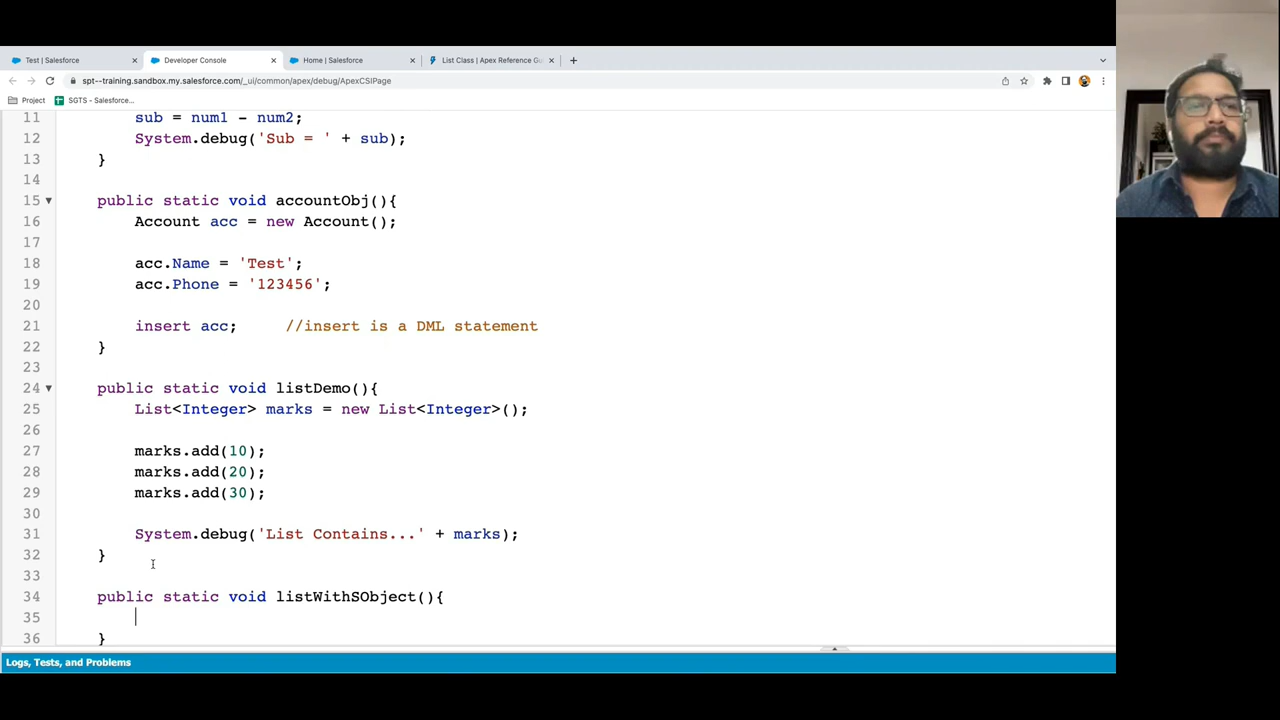 Test | Salesforce
Developer Console
Home | Salesforce
List Class | Apex Reference Gu
spt--training.sandbox.my.salesforce.com/_ui/common/apex/debug/ApexCSIPage
Project
SGTS - Salesforce...
11 sub = num1 - num2;
12 System.debug('Sub = ' + sub);
13 }
14
15 public static void accountObj(){
16 Account acc = new Account();
17
18 acc.Name = 'Test';
19 acc.Phone = '123456';
20
21 insert acc; //insert is a DML statement
22 }
23
24 public static void listDemo(){
25 List<Integer> marks = new List<Integer>();
26
27 marks.add(10);
28 marks.add(20);
29 marks.add(30);
30
31 System.debug('List Contains...' + marks);
32 }
33
34 public static void listWithSObject(){
35
36 }
Logs, Tests, and Problems